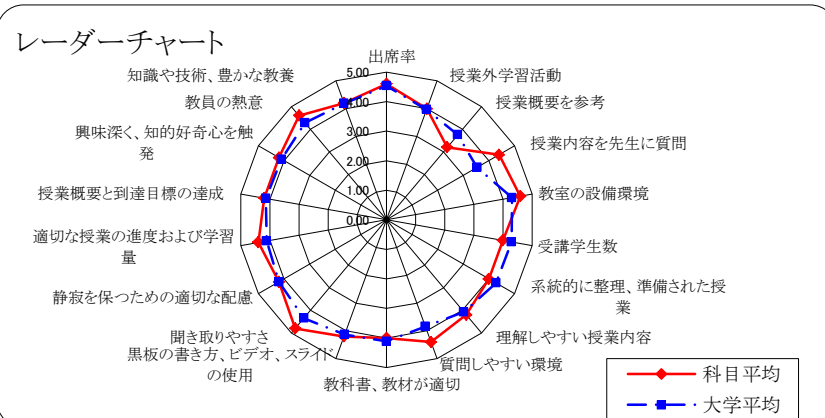 レーダーチャート
出席率
授業外学習活動
授業概要を参考
授業内容を先生に質問
教室の設備環境
受講学生数
系統的に整理、準備された授
業
理解しやすい授業内容
質問しやすい環境
教科書、教材が適切
黒板の書き方、ビデオ、スライド
の使用
聞き取りやすさ
静寂を保つための適切な配慮
適切な授業の進度および学習
量
授業概要と到達目標の達成
興味深く、知的好奇心を触
発
教員の熱意
知識や技術、豊かな教養
5.00
4.00
3.00
2.00
1.00
0.00
科目平均
大学平均